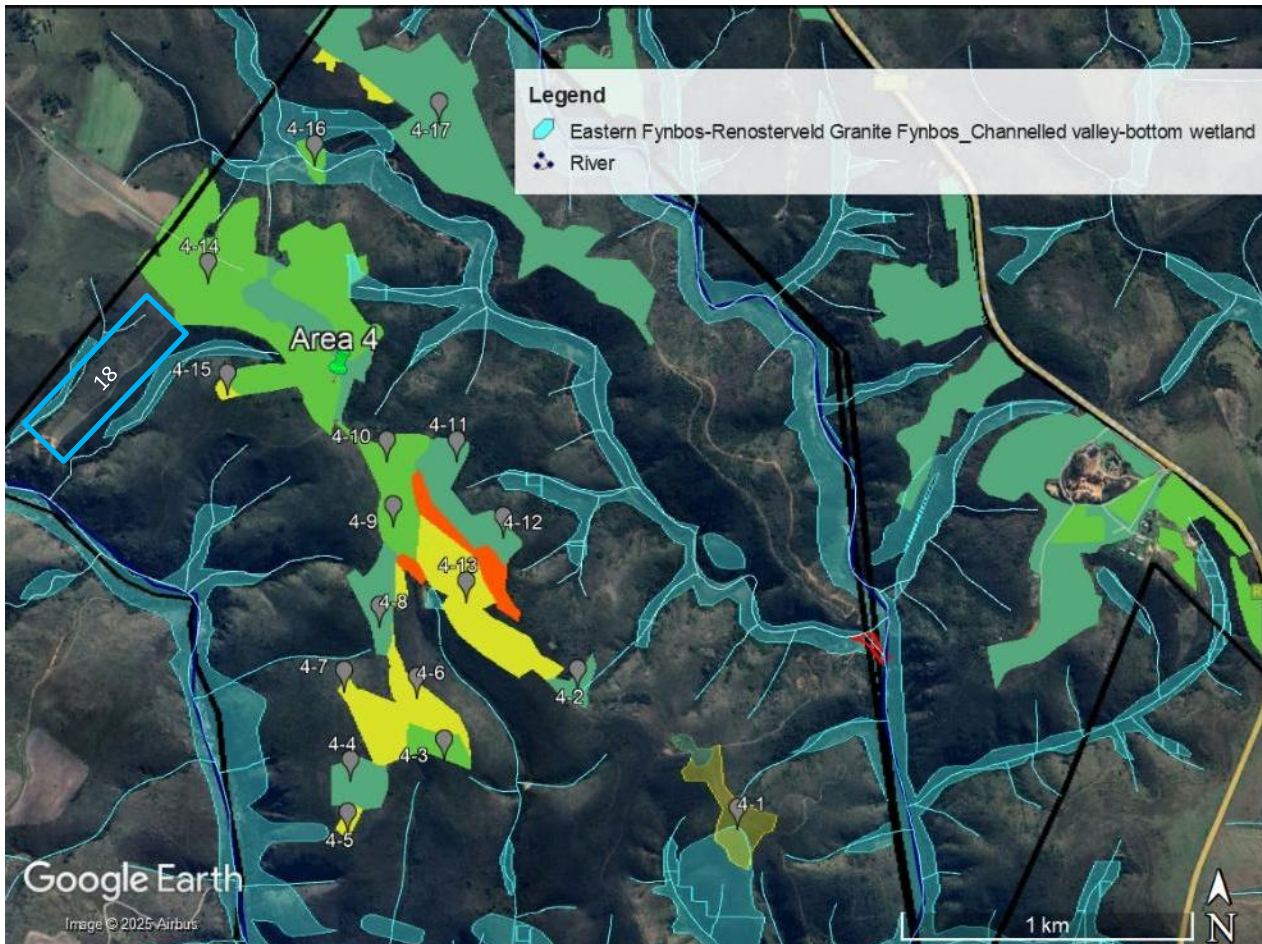 Legend
Eastern Fynbos-Renosterveld Granite Fynbos_Channelled valley-bottom wetland
River
4-16
4-17
4-14
Area 4
18
4-15
4-10
4-11
4-9
4-12
4-13
4-8
4-7
4-6
4-2
4-3
4-4
4-5
4-1
Google Earth
Image © 2025 Airbus
1 km
N